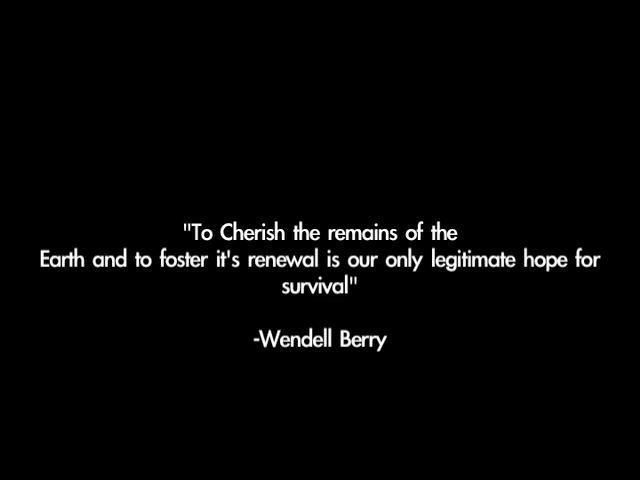 "To Cherish the remains of the
Earth and to foster it's renewal is our only legitimate hope for
survival"
-Wendell Berry